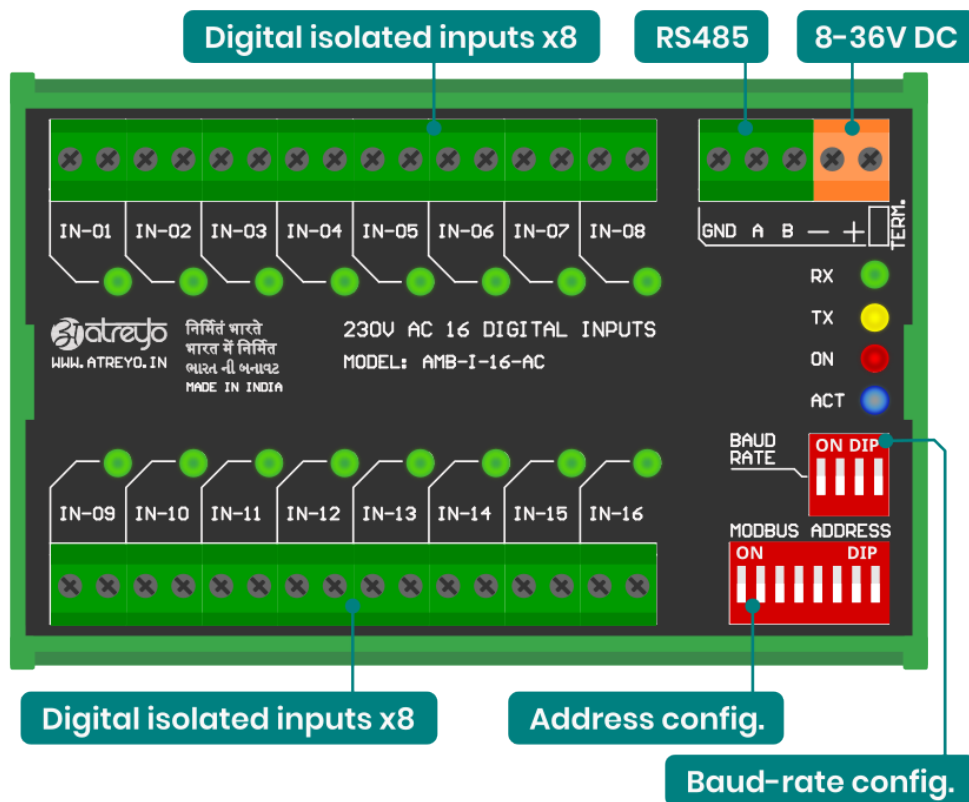 Digital isolated inputs x8
RS485
8-36V DC
IN-01 IN-02 IN-03 IN-04 IN-05 IN-06 IN-07 IN-08
GND A B — +
TERM.
RX
TX
ON
ACT
atreyo
WWW.ATREYO.IN
निर्मितं भारते
भारत में निर्मित
ભારત ની બનાવટ
MADE IN INDIA
230V AC 16 DIGITAL INPUTS
MODEL: AMB-I-16-AC
BAUD
RATE
ON DIP
IN-09 IN-10 IN-11 IN-12 IN-13 IN-14 IN-15 IN-16
MODBUS ADDRESS
ON DIP
Digital isolated inputs x8
Address config.
Baud-rate config.